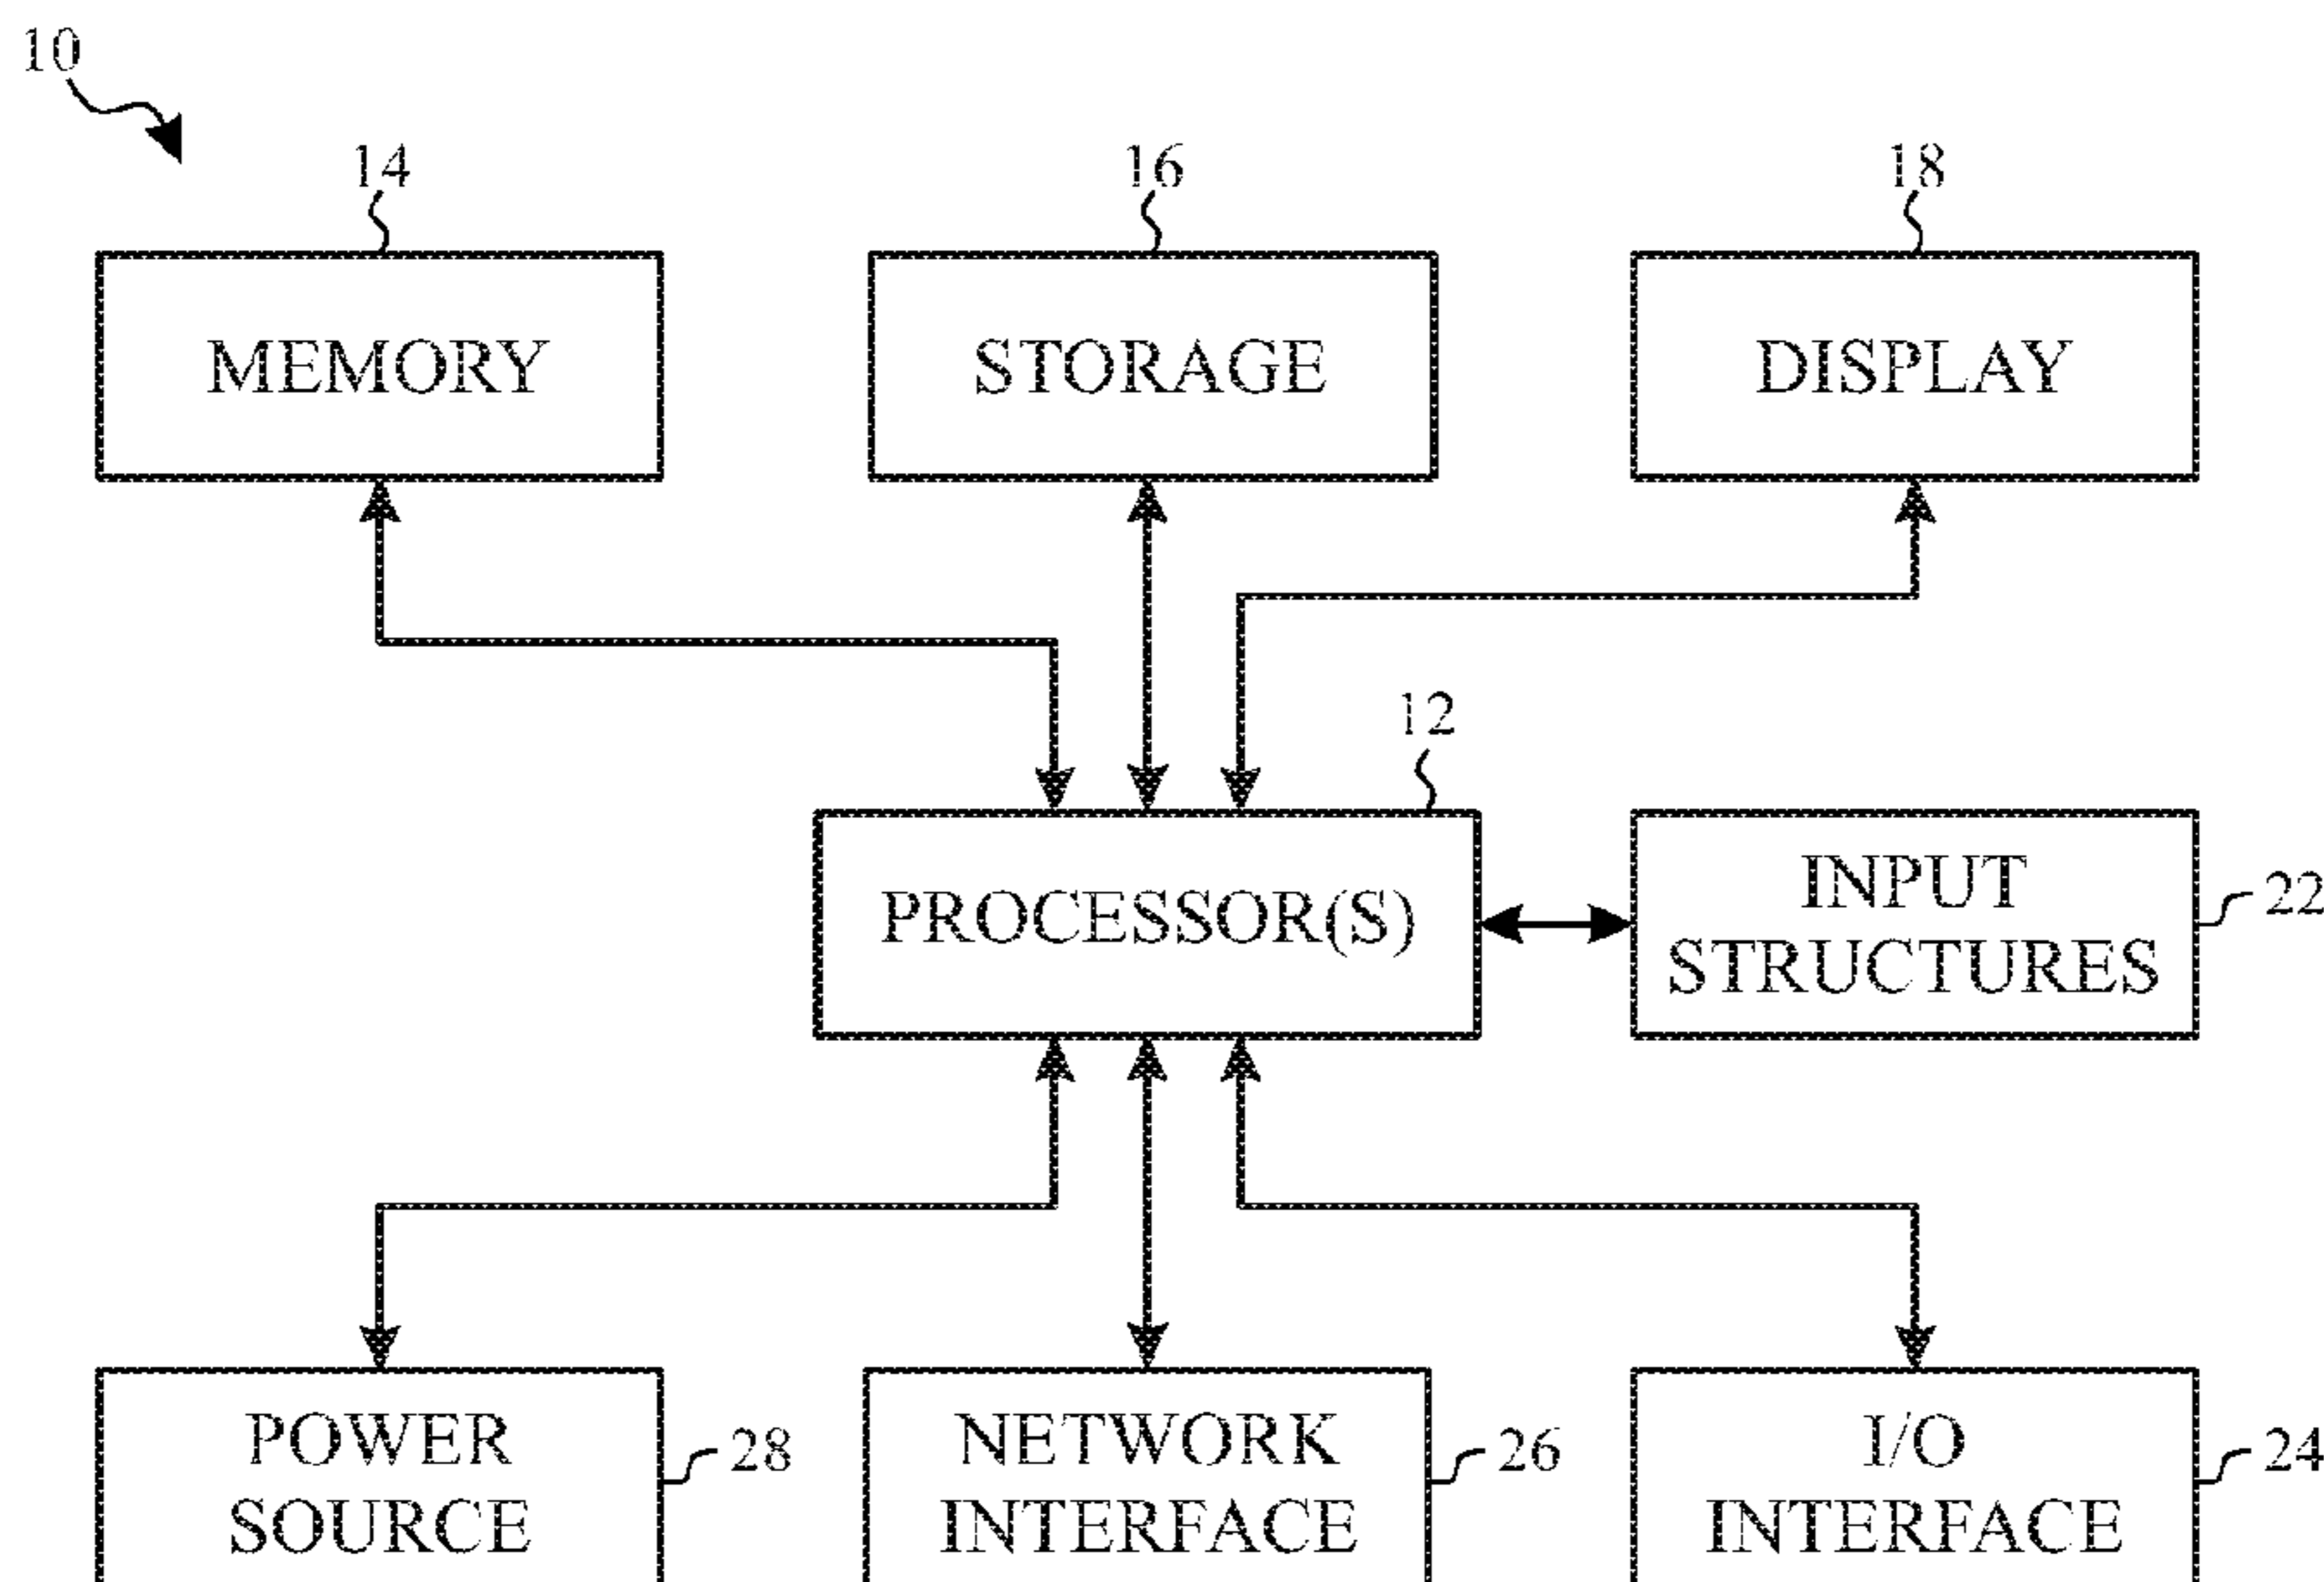 10
14
16
18
MEMORY
STORAGE
DISPLAY
12
PROCESSOR(S)
INPUT
STRUCTURES
22
POWER
SOURCE
28
NETWORK
INTERFACE
26
I/O
INTERFACE
24